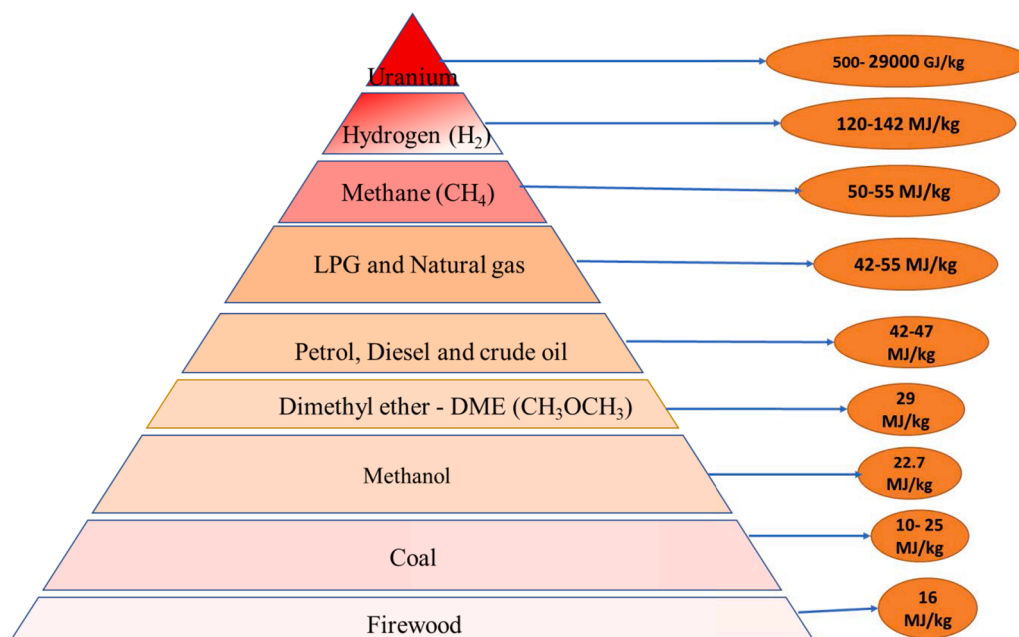 Uranium
500- 29000 GJ/kg
Hydrogen (H₂)
120-142 MJ/kg
Methane (CH₄)
50-55 MJ/kg
LPG and Natural gas
42-55 MJ/kg
Petrol, Diesel and crude oil
42-47
MJ/kg
Dimethyl ether - DME (CH₃OCH₃)
29
MJ/kg
Methanol
22.7
MJ/kg
Coal
10- 25
MJ/kg
Firewood
16
MJ/kg